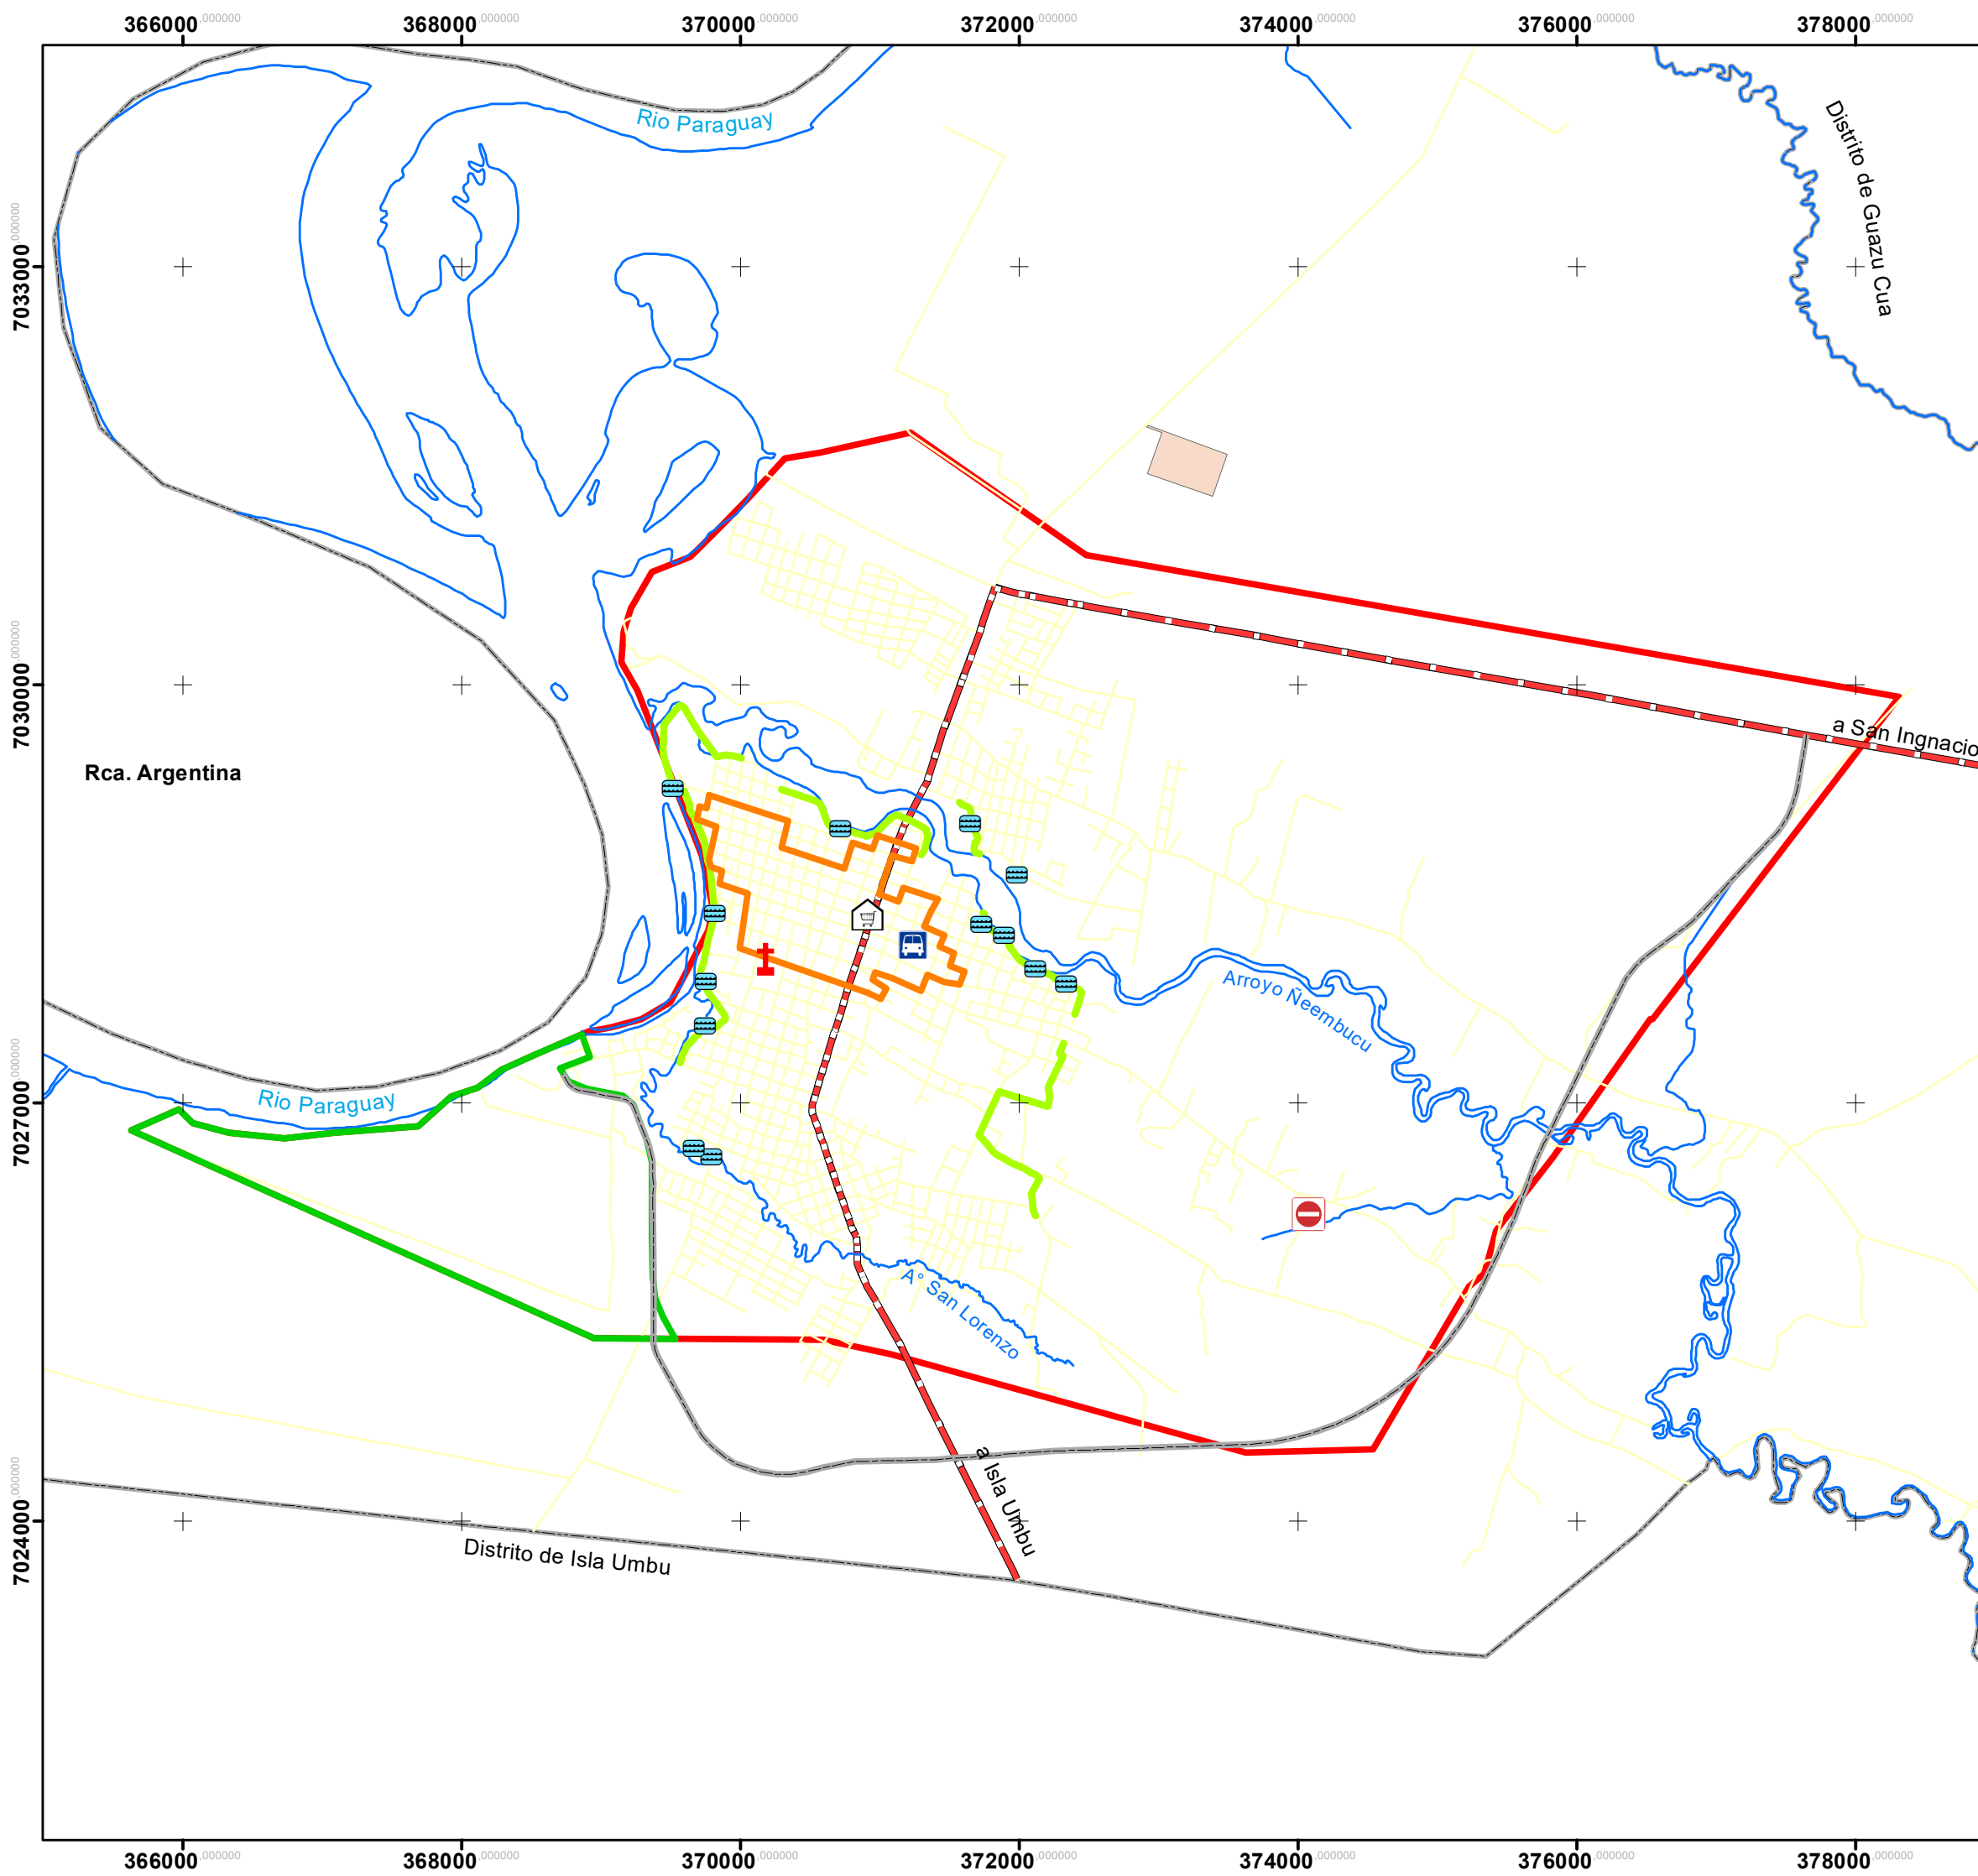 366000.000000 368000.000000 370000.000000 372000.000000 374000.000000 376000.000000 378000.000000
Rio Paraguay
Distrito de Guazu Cua
7033000.000000
7030000.000000
a San Ingnacio
Rca. Argentina
Arroyo Ñeembucu
7027000.000000
Rio Paraguay
A° San Lorenzo
a Isla Umbu
7024000.000000
Distrito de Isla Umbu
366000.000000 368000.000000 370000.000000 372000.000000 374000.000000 376000.000000 378000.000000